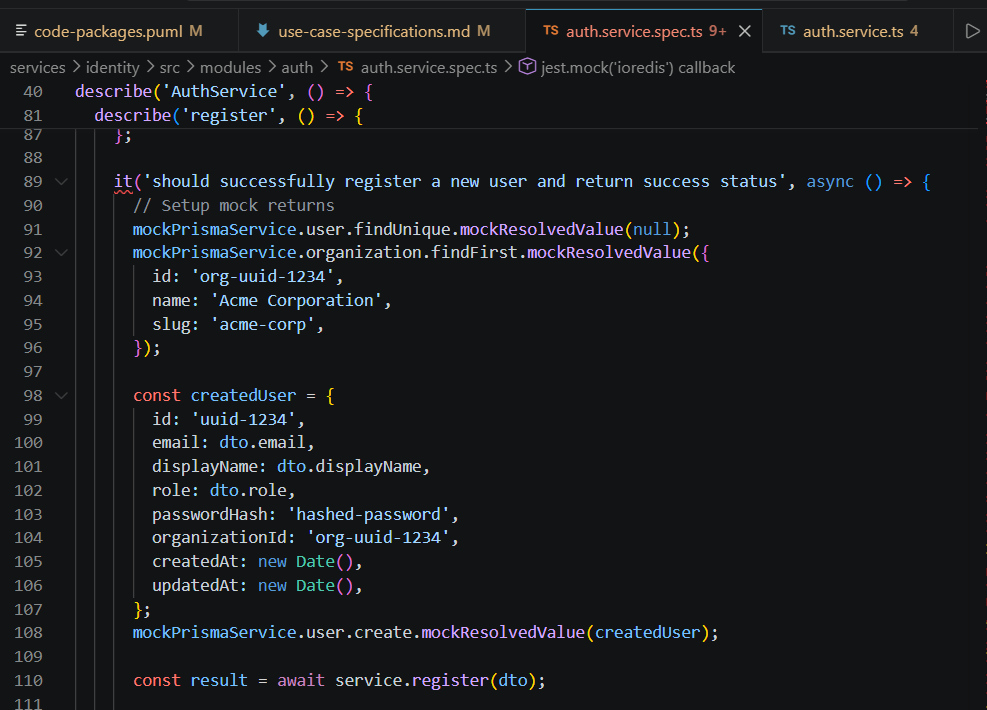 code-packages.puml M use-case-specifications.md M TS auth.service.spec.ts 9+ TS auth.service.ts 4
services > identity > src > modules > auth > TS auth.service.spec.ts > jest.mock('ioredis') callback
40 describe('AuthService', () => {
81 describe('register', () => {
87 };
88
89 it('should successfully register a new user and return success status', async () => {
90 // Setup mock returns
91 mockPrismaService.user.findUnique.mockResolvedValue(null);
92 mockPrismaService.organization.findFirst.mockResolvedValue({
93 id: 'org-uuid-1234',
94 name: 'Acme Corporation',
95 slug: 'acme-corp',
96 });
97
98 const createdUser = {
99 id: 'uuid-1234',
100 email: dto.email,
101 displayName: dto.displayName,
102 role: dto.role,
103 passwordHash: 'hashed-password',
104 organizationId: 'org-uuid-1234',
105 createdAt: new Date(),
106 updatedAt: new Date(),
107 };
108 mockPrismaService.user.create.mockResolvedValue(createdUser);
109
110 const result = await service.register(dto);
111